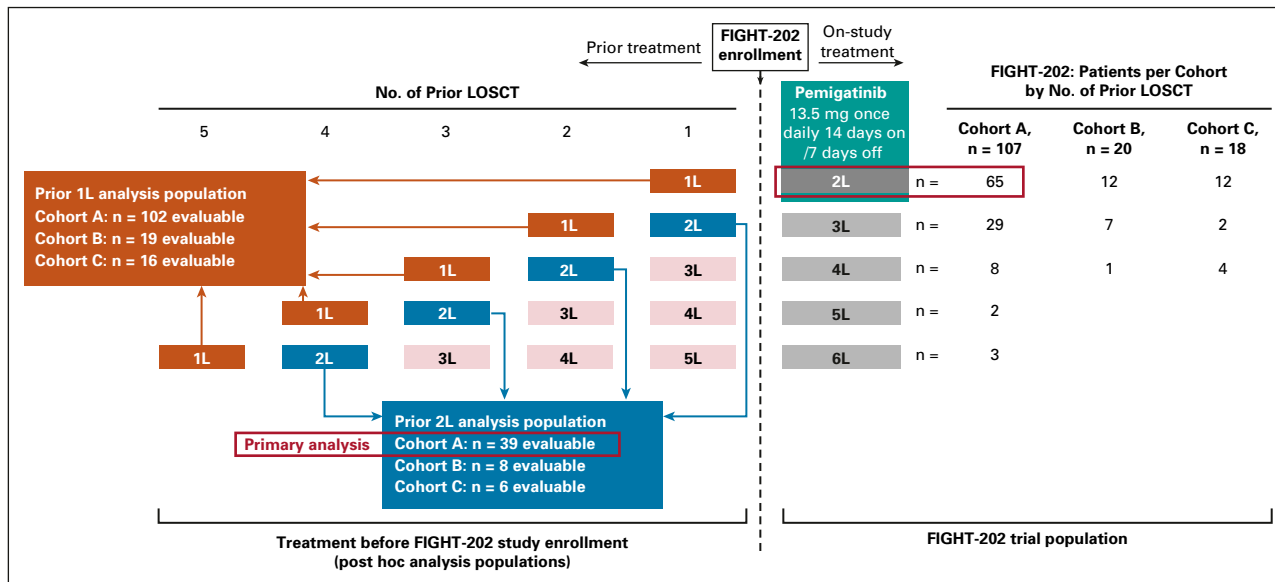 Prior treatment
FIGHT-202
enrollment
On-study
treatment
No. of Prior LOSCT
5 4 3 2 1
Pemigatinib
13.5 mg once
daily 14 days on
/7 days off
FIGHT-202: Patients per Cohort
by No. of Prior LOSCT
Cohort A,
n = 107
Cohort B,
n = 20
Cohort C,
n = 18
Prior 1L analysis population
Cohort A: n = 102 evaluable
Cohort B: n = 19 evaluable
Cohort C: n = 16 evaluable
1L 2L n = 65 12 12
1L 2L 3L n = 29 7 2
1L 2L 3L 4L n = 8 1 4
1L 2L 3L 4L 5L n = 2
1L 2L 3L 4L 5L 6L n = 3
Prior 2L analysis population
Primary analysis Cohort A: n = 39 evaluable
Cohort B: n = 8 evaluable
Cohort C: n = 6 evaluable
Treatment before FIGHT-202 study enrollment
(post hoc analysis populations)
FIGHT-202 trial population